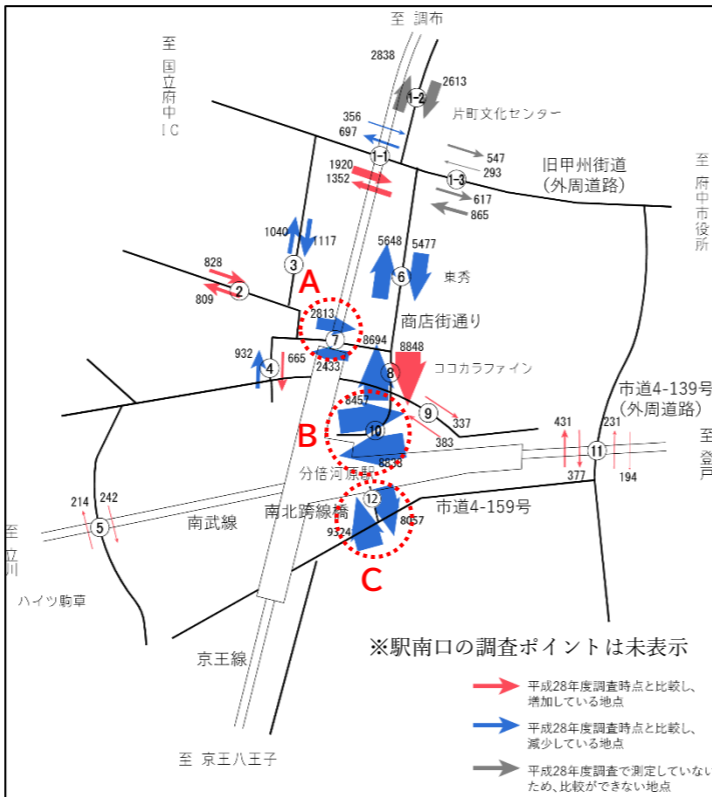 至 調布
至 国立府中IC
2838
2613
1-2
片町文化センター
356
697
1-1
547
293
1-3
旧甲州街道
(外周道路)
至 府中市役所
1920
1352
617
865
1040
1117
3
5648
5477
6
東秀
828
809
2
A
2813
7
商店街通り
932
665
4
2433
8694
8848
8
ココカラファイン
8457
9
337
383
市道4-139号
(外周道路)
至 登戸
B
10
8838
431
231
11
377
194
分倍河原駅
214
242
5
南武線
南北跨線橋
12
市道4-159号
9324
8057
至 立川
C
ハイツ駒草
京王線
※駅南口の調査ポイントは未表示
平成28年度調査時点と比較し、
増加している地点
平成28年度調査時点と比較し、
減少している地点
平成28年度調査で測定していない
ため、比較ができない地点
至 京王八王子